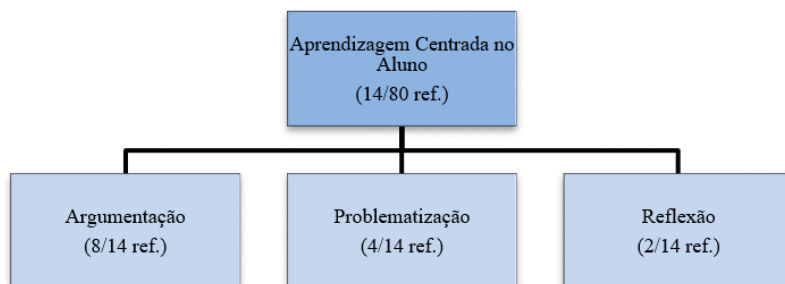 Aprendizagem Centrada no
Aluno
(14/80 ref.)
Argumentação
(8/14 ref.)
Problematização
(4/14 ref.)
Reflexão
(2/14 ref.)